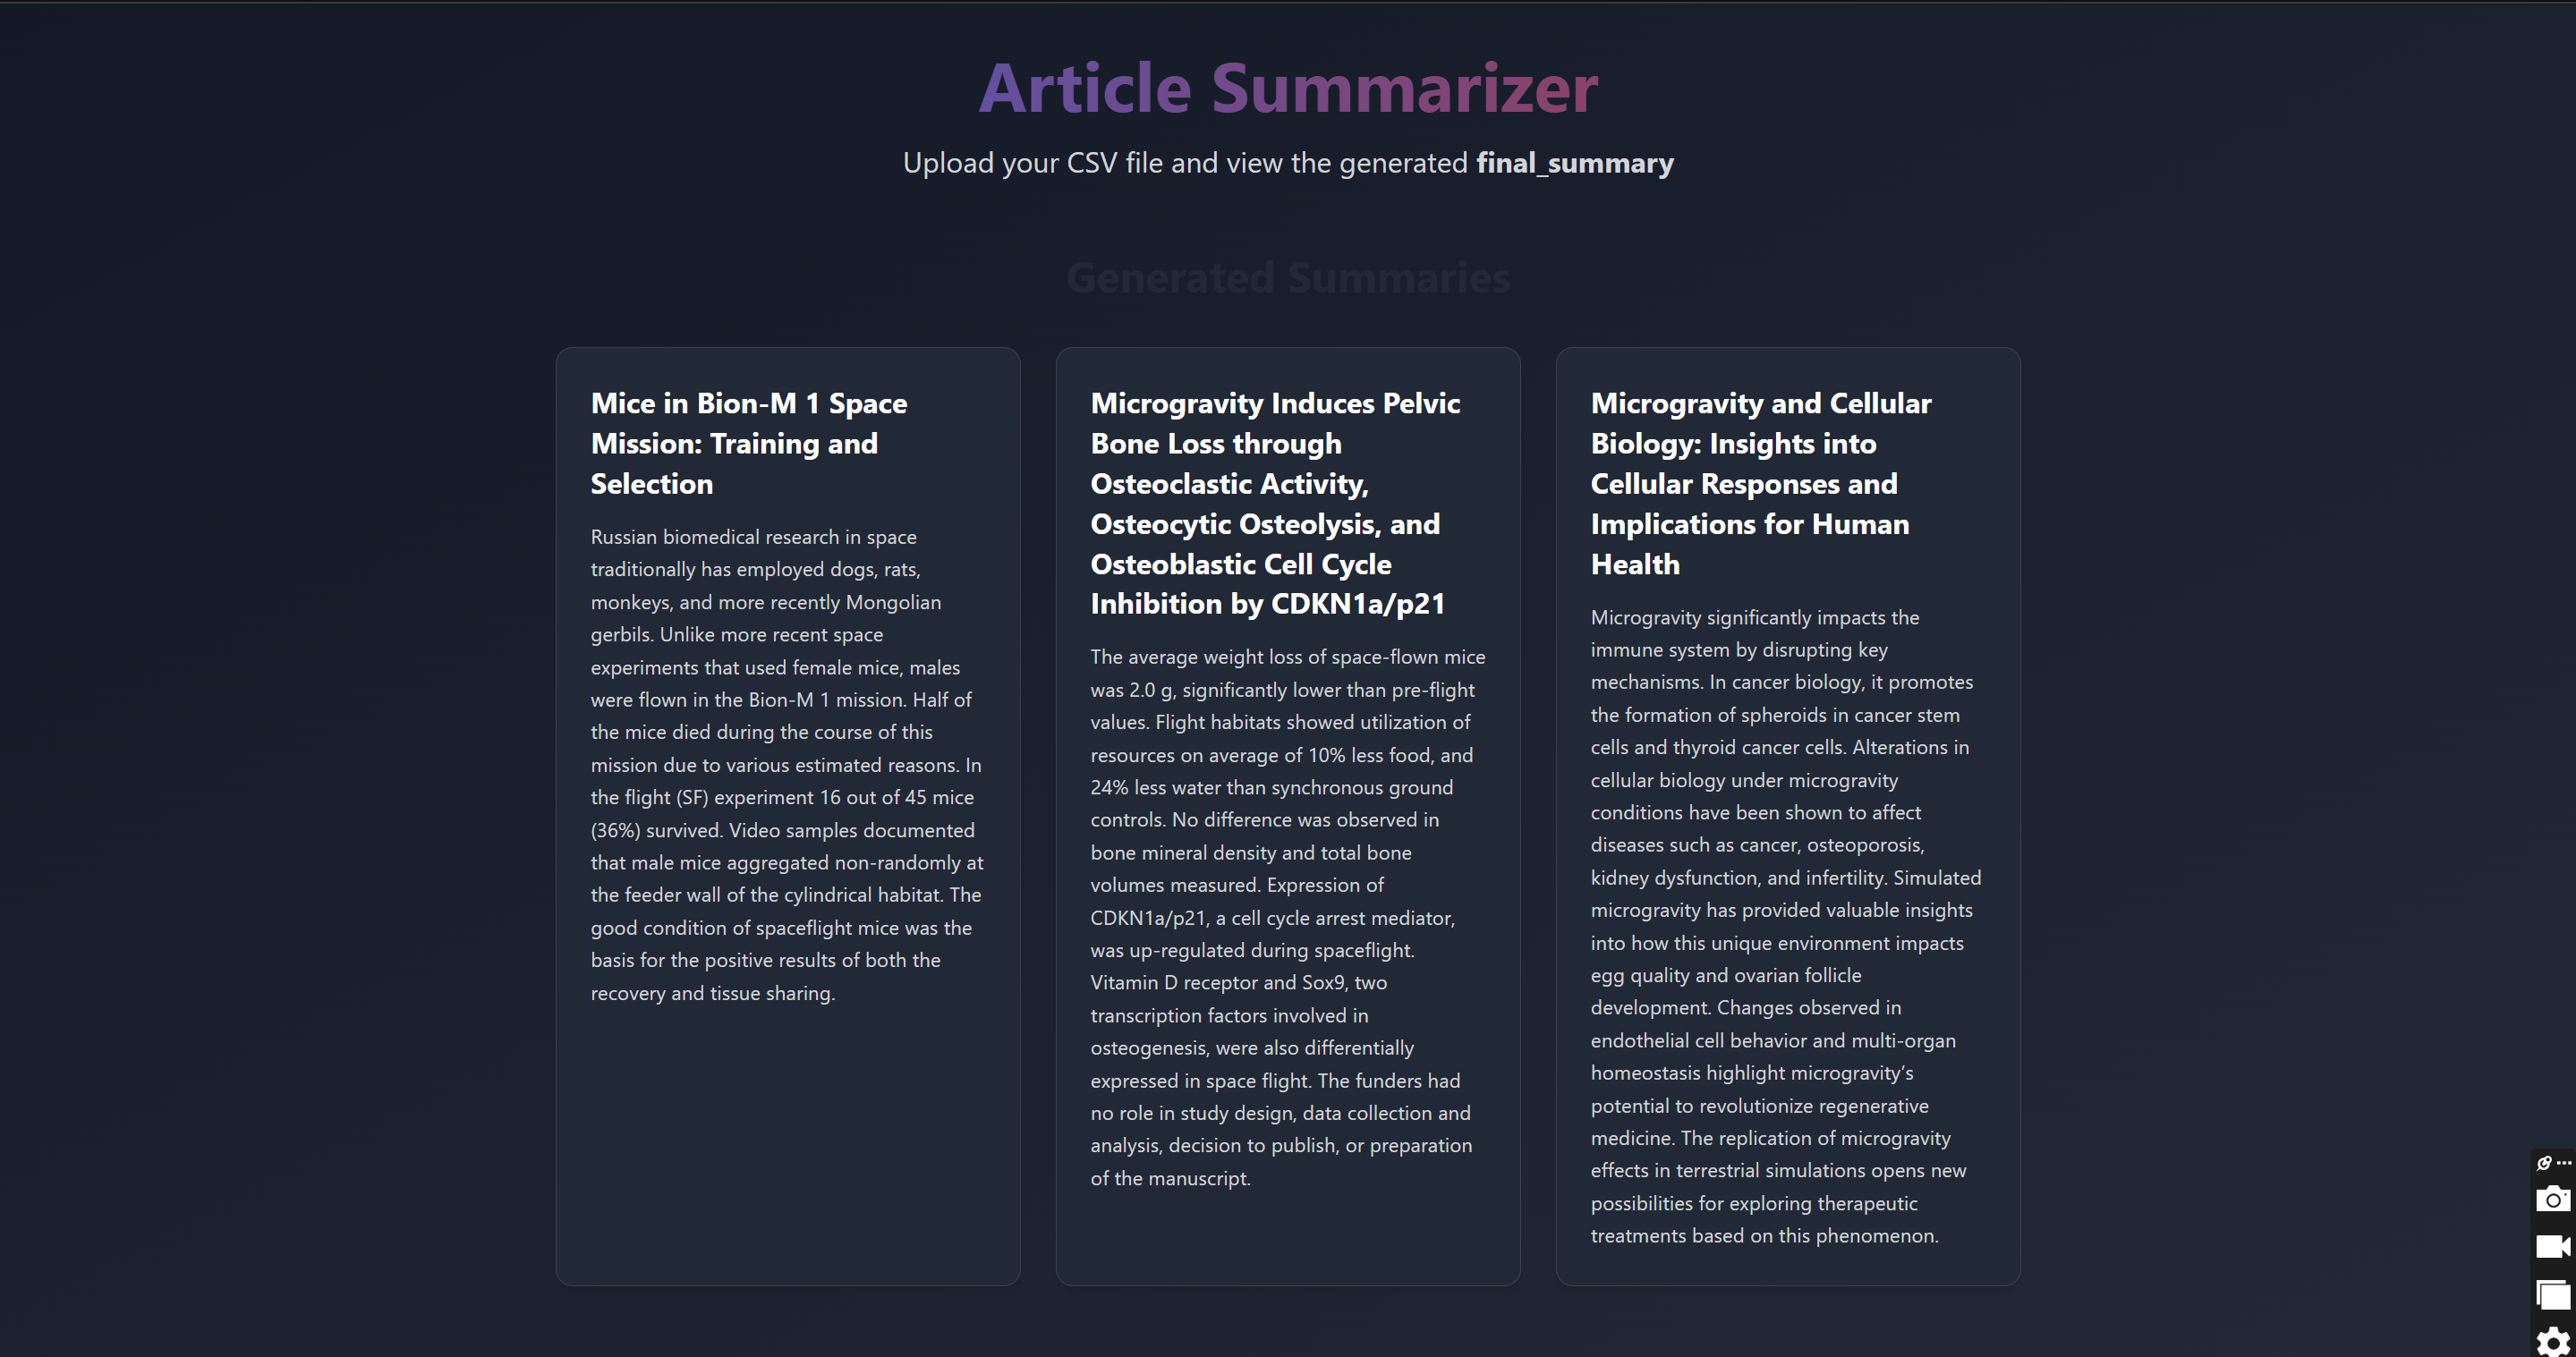 Article Summarizer
Upload your CSV file and view the generated final_summary
Generated Summaries
Mice in Bion-M 1 Space
Mission: Training and
Selection
Russian biomedical research in space
traditionally has employed dogs, rats,
monkeys, and more recently Mongolian
gerbils. Unlike more recent space
experiments that used female mice, males
were flown in the Bion-M 1 mission. Half of
the mice died during the course of this
mission due to various estimated reasons. In
the flight (SF) experiment 16 out of 45 mice
(36%) survived. Video samples documented
that male mice aggregated non-randomly at
the feeder wall of the cylindrical habitat. The
good condition of spaceflight mice was the
basis for the positive results of both the
recovery and tissue sharing.
Microgravity Induces Pelvic
Bone Loss through
Osteoclastic Activity,
Osteocytic Osteolysis, and
Osteoblastic Cell Cycle
Inhibition by CDKN1a/p21
The average weight loss of space-flown mice
was 2.0 g, significantly lower than pre-flight
values. Flight habitats showed utilization of
resources on average of 10% less food, and
24% less water than synchronous ground
controls. No difference was observed in
bone mineral density and total bone
volumes measured. Expression of
CDKN1a/p21, a cell cycle arrest mediator,
was up-regulated during spaceflight.
Vitamin D receptor and Sox9, two
transcription factors involved in
osteogenesis, were also differentially
expressed in space flight. The funders had
no role in study design, data collection and
analysis, decision to publish, or preparation
of the manuscript.
Microgravity and Cellular
Biology: Insights into
Cellular Responses and
Implications for Human
Health
Microgravity significantly impacts the
immune system by disrupting key
mechanisms. In cancer biology, it promotes
the formation of spheroids in cancer stem
cells and thyroid cancer cells. Alterations in
cellular biology under microgravity
conditions have been shown to affect
diseases such as cancer, osteoporosis,
kidney dysfunction, and infertility. Simulated
microgravity has provided valuable insights
into how this unique environment impacts
egg quality and ovarian follicle
development. Changes observed in
endothelial cell behavior and multi-organ
homeostasis highlight microgravity’s
potential to revolutionize regenerative
medicine. The replication of microgravity
effects in terrestrial simulations opens new
possibilities for exploring therapeutic
treatments based on this phenomenon.